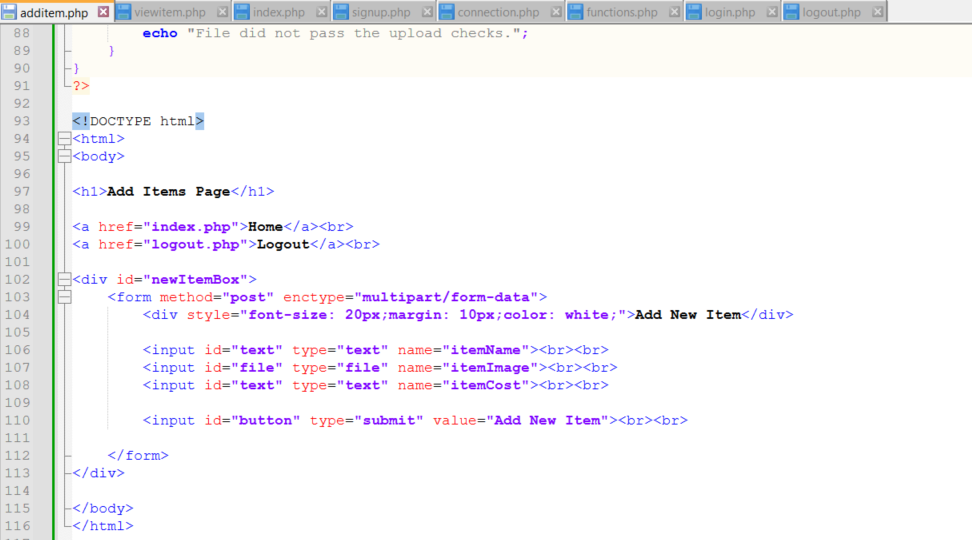 additem.php viewitem.php index.php signup.php connection.php functions.php login.php logout.php
88 echo "File did not pass the upload checks.";
89 }
90 }
91 ?>
92
93 <!DOCTYPE html>
94 <html>
95 <body>
96
97 <h1>Add Items Page</h1>
98
99 <a href="index.php">Home</a><br>
100 <a href="logout.php">Logout</a><br>
101
102 <div id="newItemBox">
103 <form method="post" enctype="multipart/form-data">
104 <div style="font-size: 20px;margin: 10px;color: white;">Add New Item</div>
105
106 <input id="text" type="text" name="itemName"><br><br>
107 <input id="file" type="file" name="itemImage"><br><br>
108 <input id="text" type="text" name="itemCost"><br><br>
109
110 <input id="button" type="submit" value="Add New Item"><br><br>
111
112 </form>
113 </div>
114
115 </body>
116 </html>